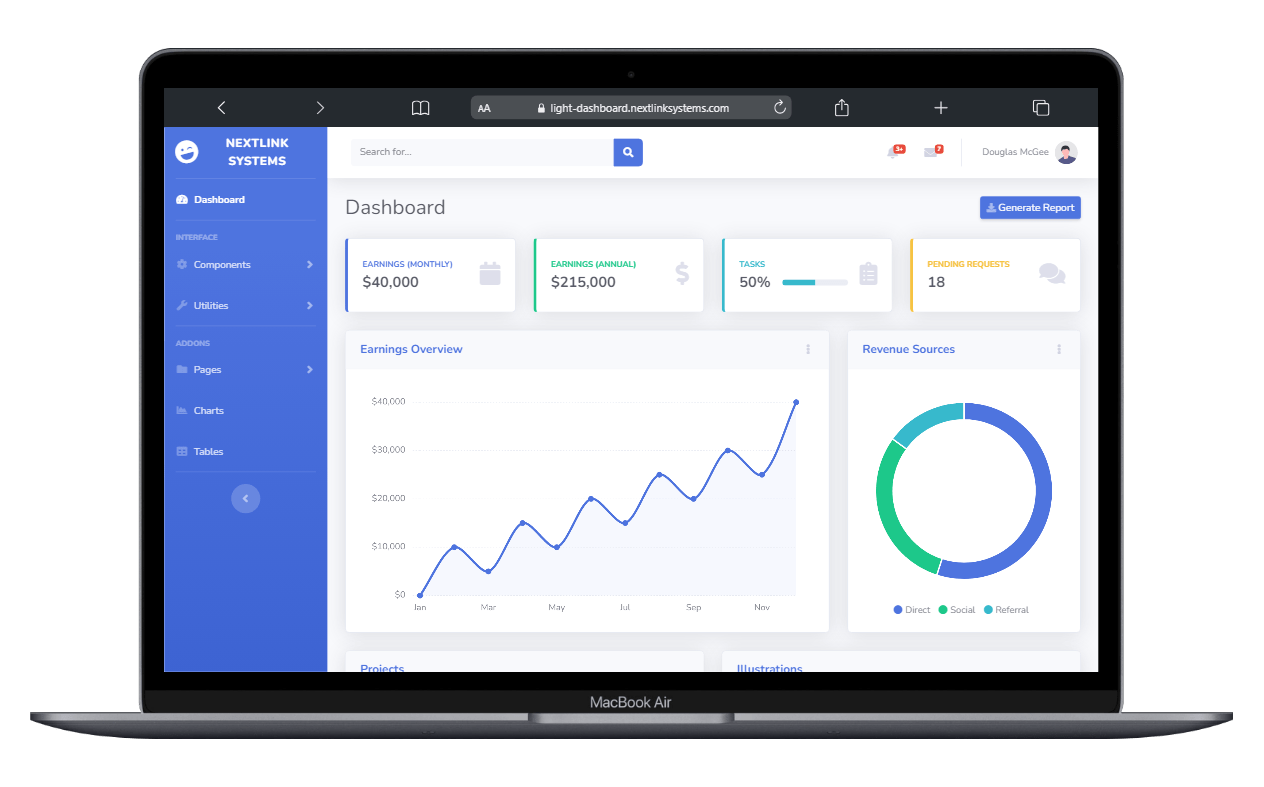 AA
light-dashboard.nextlinksystems.com
NEXTLINK
SYSTEMS
Search for...
3+
7
Douglas McGee
Dashboard
INTERFACE
Components
Utilities
ADDONS
Pages
Charts
Tables
Dashboard
Generate Report
EARNINGS (MONTHLY)
$40,000
EARNINGS (ANNUAL)
$215,000
TASKS
50%
PENDING REQUESTS
18
Earnings Overview
$40,000
$30,000
$20,000
$10,000
$0
Jan Mar May Jul Sep Nov
Revenue Sources
Direct Social Referral
Projects
Illustrations
MacBook Air